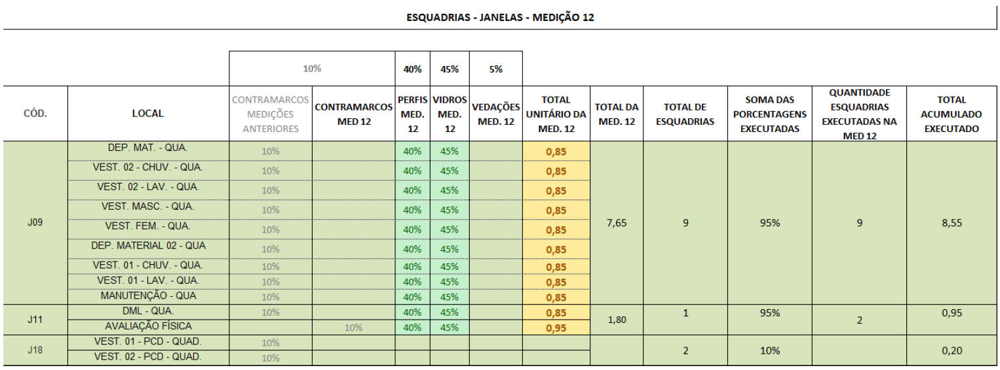 ESQUADRIAS - JANELAS - MEDIÇÃO 12
10% 40% 45% 5%
CÓD. LOCAL CONTRAMARCOS MEDIÇÕES ANTERIORES CONTRAMARCOS MED 12 PERFIS MED. 12 VIDROS MED. 12 VEDAÇÕES MED. 12 TOTAL UNITÁRIO DA MED. 12 TOTAL DA MED. 12 TOTAL DE ESQUADRIAS SOMA DAS PORCENTAGENS EXECUTADAS QUANTIDADE ESQUADRIAS EXECUTADAS NA MED 12 TOTAL ACUMULADO EXECUTADO
DEP. MAT. - QUA. 10% 40% 45% 0,85
VEST. 02 - CHUV. - QUA. 10% 40% 45% 0,85
VEST. 02 - LAV. - QUA. 10% 40% 45% 0,85
VEST. MASC. - QUA. 10% 40% 45% 0,85
J09 VEST. FEM. - QUA. 10% 40% 45% 0,85 7,65 9 95% 9 8,55
DEP. MATERIAL 02 - QUA 10% 40% 45% 0,85
VEST. 01 - CHUV. - QUA. 10% 40% 45% 0,85
VEST. 01 - LAV. - QUA. 10% 40% 45% 0,85
MANUTENÇÃO - QUA 10% 40% 45% 0,85
J11 DML - QUA. 10% 40% 45% 0,85 1,80 1 95% 2 0,95
AVALIAÇÃO FÍSICA 10% 40% 45% 0,95
J18 VEST. 01 - PCD - QUAD. 10% 2 10% 0,20
VEST. 02 - PCD - QUAD. 10%